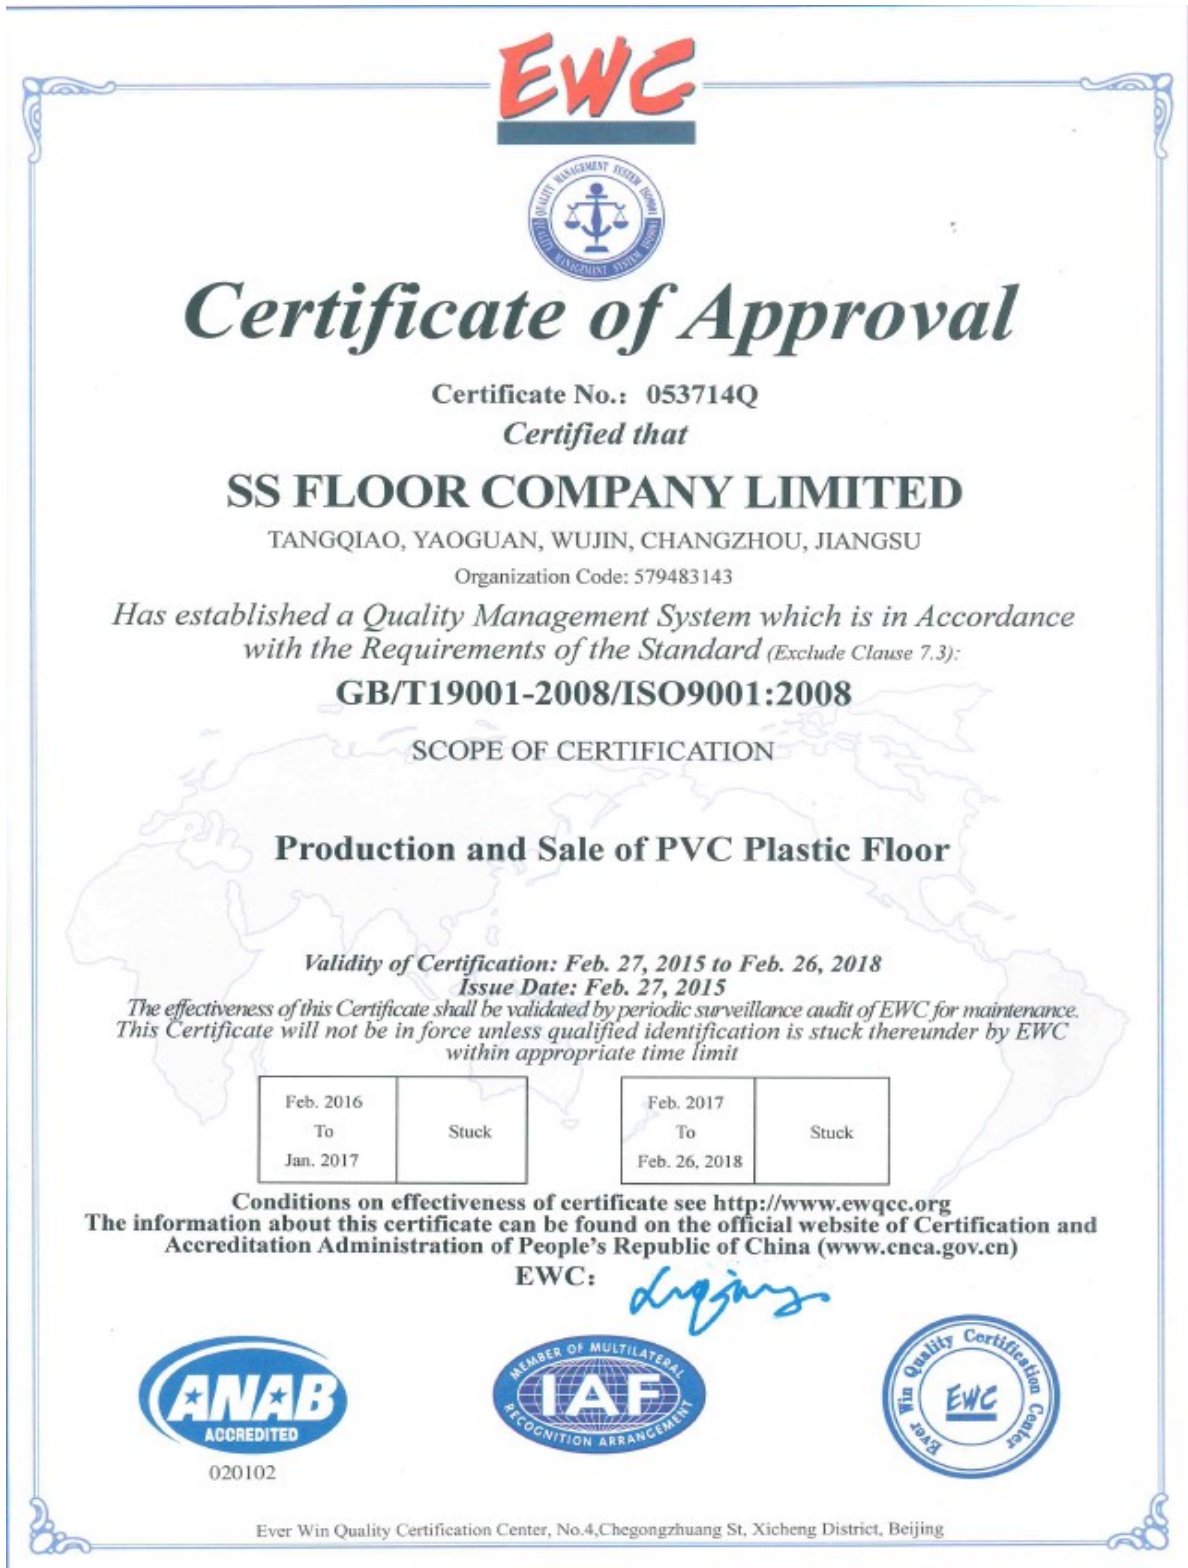 EWC
QUALITY MANAGEMENT SYSTEM ISO9001
QUALITY MANAGEMENT SYSTEM ISO9001
Certificate of Approval
Certificate No.: 053714Q
Certified that
SS FLOOR COMPANY LIMITED
TANGQIAO, YAOGUAN, WUJIN, CHANGZHOU, JIANGSU
Organization Code: 579483143
Has established a Quality Management System which is in Accordance
with the Requirements of the Standard (Exclude Clause 7.3):
GB/T19001-2008/ISO9001:2008
SCOPE OF CERTIFICATION
Production and Sale of PVC Plastic Floor
Validity of Certification: Feb. 27, 2015 to Feb. 26, 2018
Issue Date: Feb. 27, 2015
The effectiveness of this Certificate shall be validated by periodic surveillance audit of EWC for maintenance.
This Certificate will not be in force unless qualified identification is stuck thereunder by EWC
within appropriate time limit
Feb. 2016
To
Jan. 2017
Stuck
Feb. 2017
To
Feb. 26, 2018
Stuck
Conditions on effectiveness of certificate see http://www.ewqcc.org
The information about this certificate can be found on the official website of Certification and
Accreditation Administration of People's Republic of China (www.cnca.gov.cn)
EWC:
ANAB
ACCREDITED
020102
MEMBER OF MULTILATERAL
IAF
RECOGNITION ARRANGEMENT
Ever Win Quality Certification Center
EWC
Ever Win Quality Certification Center, No.4,Chegongzhuang St, Xicheng District, Beijing